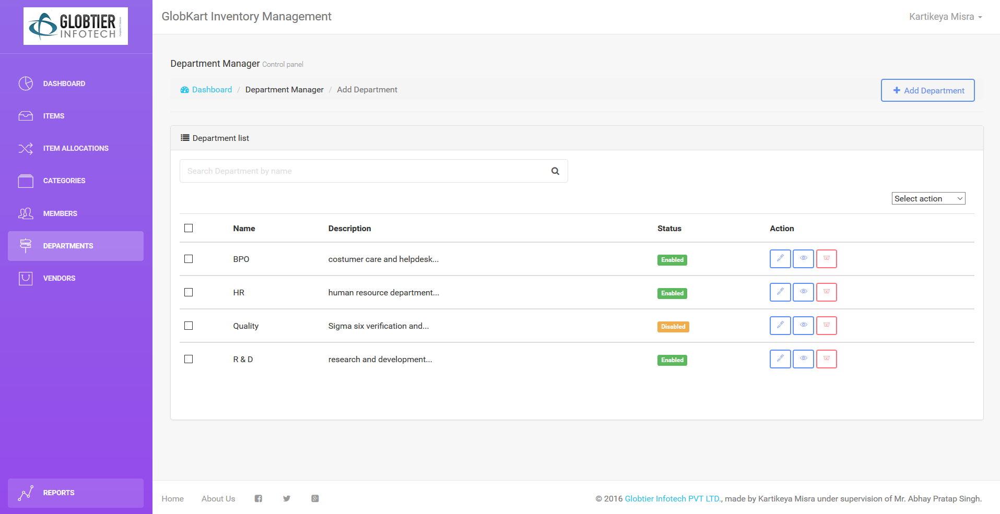 GLOBTIER
INFOTECH
GlobKart Inventory Management
Kartikeya Misra
DASHBOARD
ITEMS
ITEM ALLOCATIONS
CATEGORIES
MEMBERS
DEPARTMENTS
VENDORS
REPORTS
Department Manager Control panel
Dashboard / Department Manager / Add Department
Add Department
Department list
Search Department by name
Select action
Name Description Status Action
BPO costumer care and helpdesk... Enabled
HR human resource department... Enabled
Quality Sigma six verification and... Disabled
R & D research and development... Enabled
Home About Us
© 2016 Globtier Infotech PVT LTD., made by Kartikeya Misra under supervision of Mr. Abhay Pratap Singh.